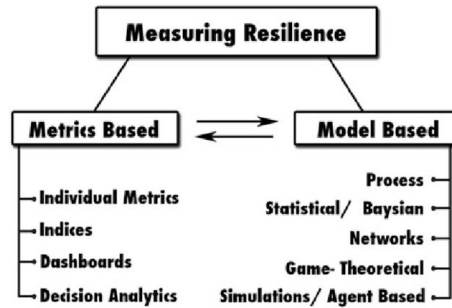 Measuring Resilience
Metrics Based
Model Based
Individual Metrics
Indices
Dashboards
Decision Analytics
Process
Statistical/ Baysian
Networks
Game- Theoretical
Simulations/ Agent Based